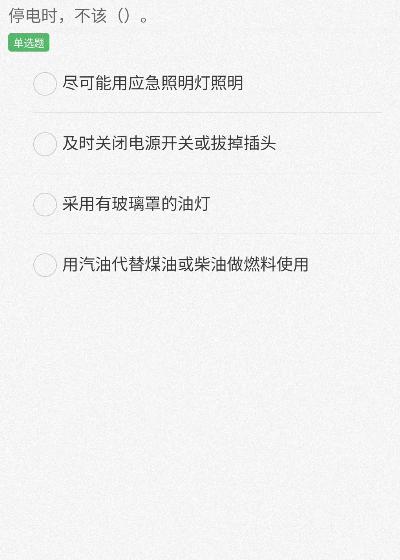 停电时，不该（）。
单选题
尽可能用应急照明灯照明
及时关闭电源开关或拔掉插头
采用有玻璃罩的油灯
用汽油代替煤油或柴油做燃料使用